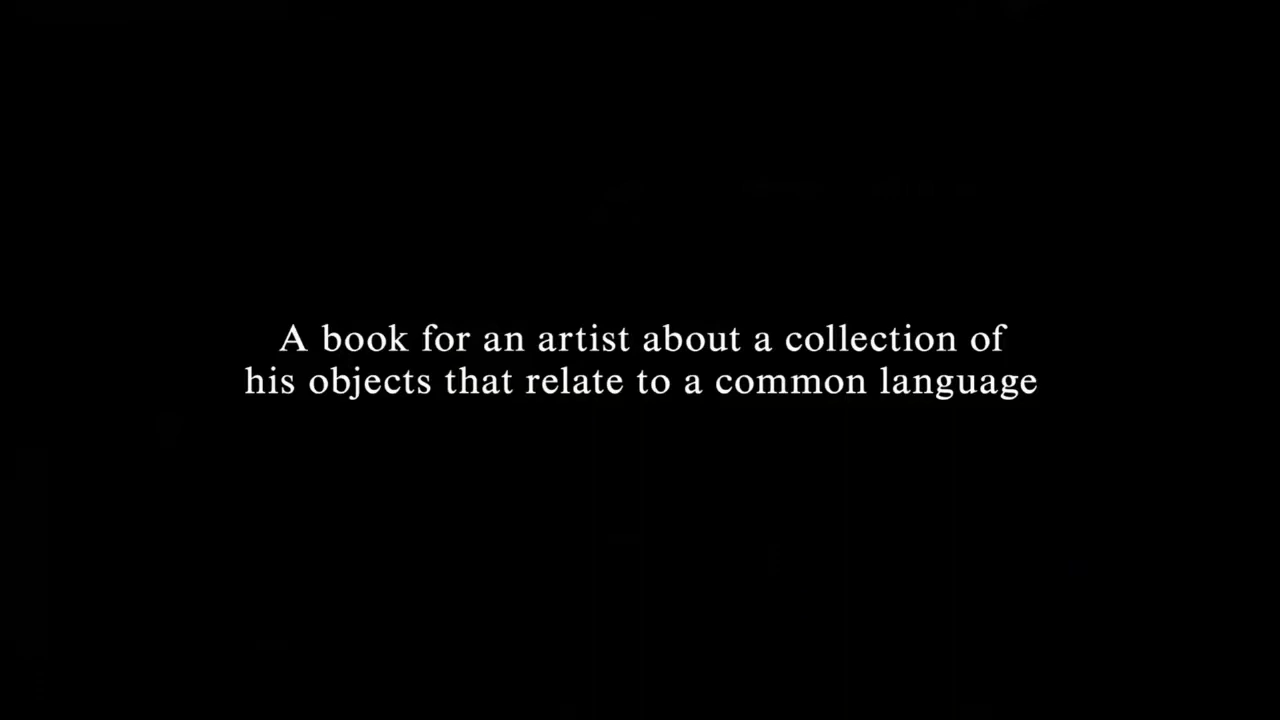 A book for an artist about a collection of
his objects that relate to a common language